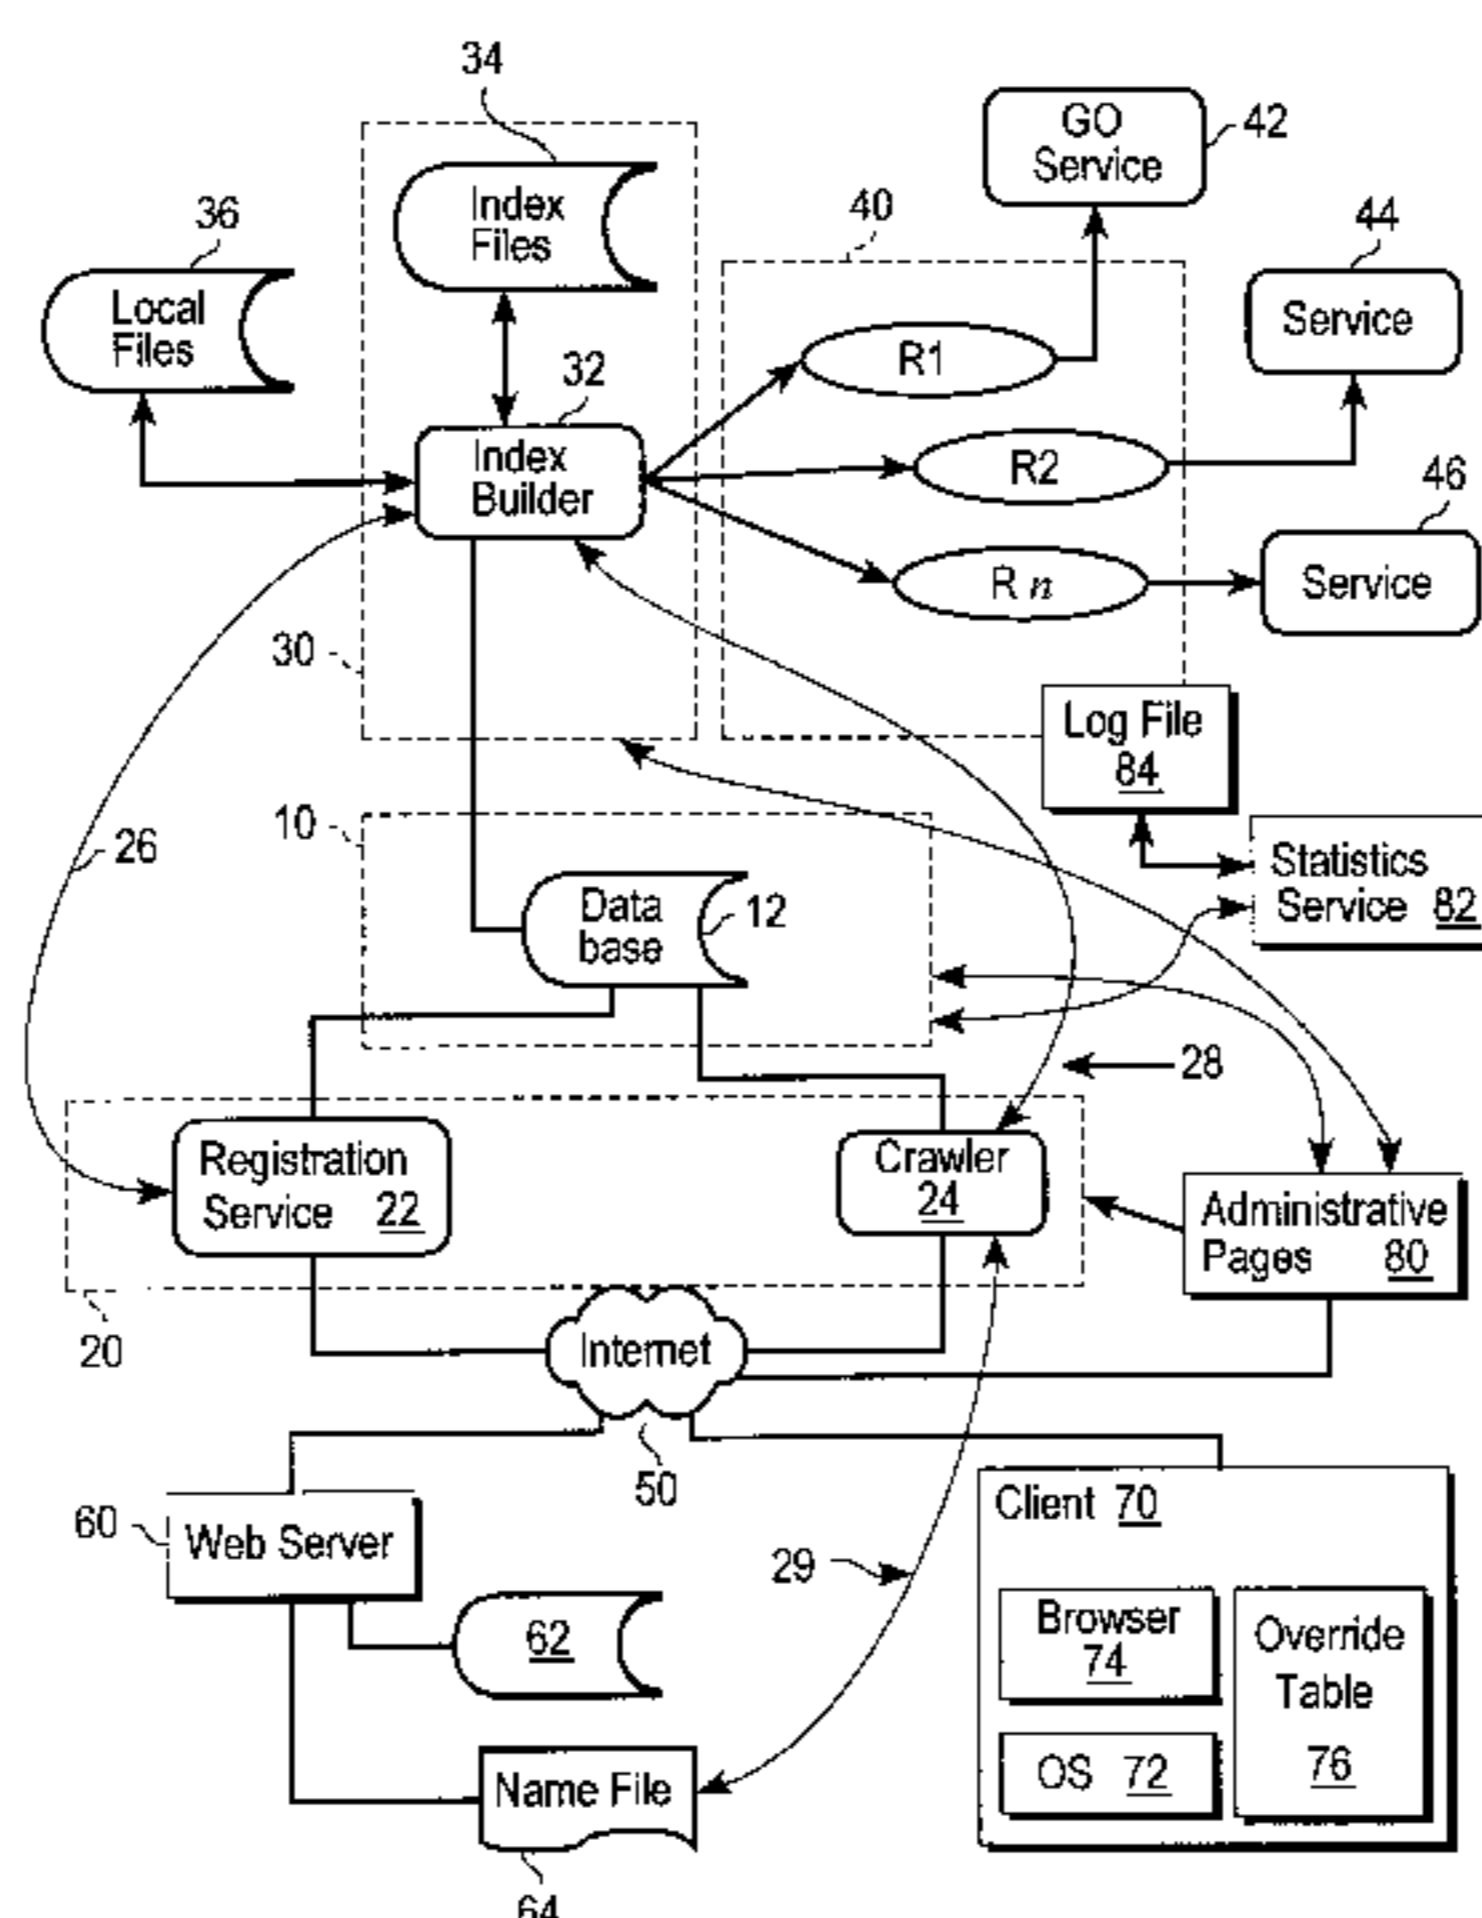 34
GO
Service
42
Index
Files
40
44
36
Local
Files
Service
R1
32
Index
Builder
R2
46
R n
Service
30
Log File
84
10
26
Data
base
12
Statistics
Service 82
28
Registration
Service 22
Crawler
24
Administrative
Pages 80
20
Internet
50
60
Web Server
Client 70
29
62
Browser
74
Override
Table
76
OS 72
Name File
64